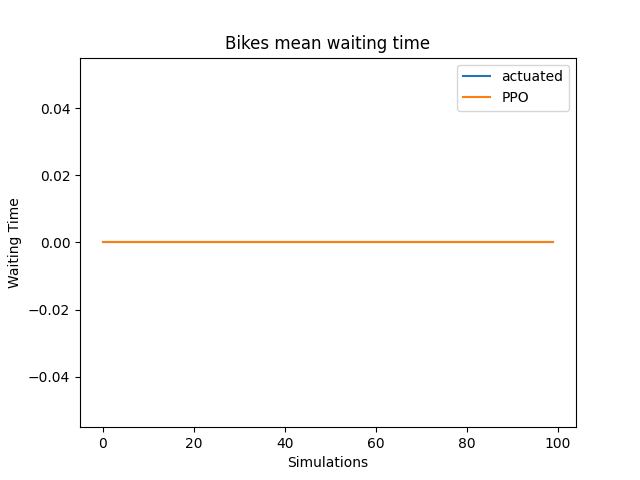 Bikes mean waiting time
actuated
PPO
0.04
0.02
0.00
−0.02
−0.04
Waiting Time
0 20 40 60 80 100
Simulations